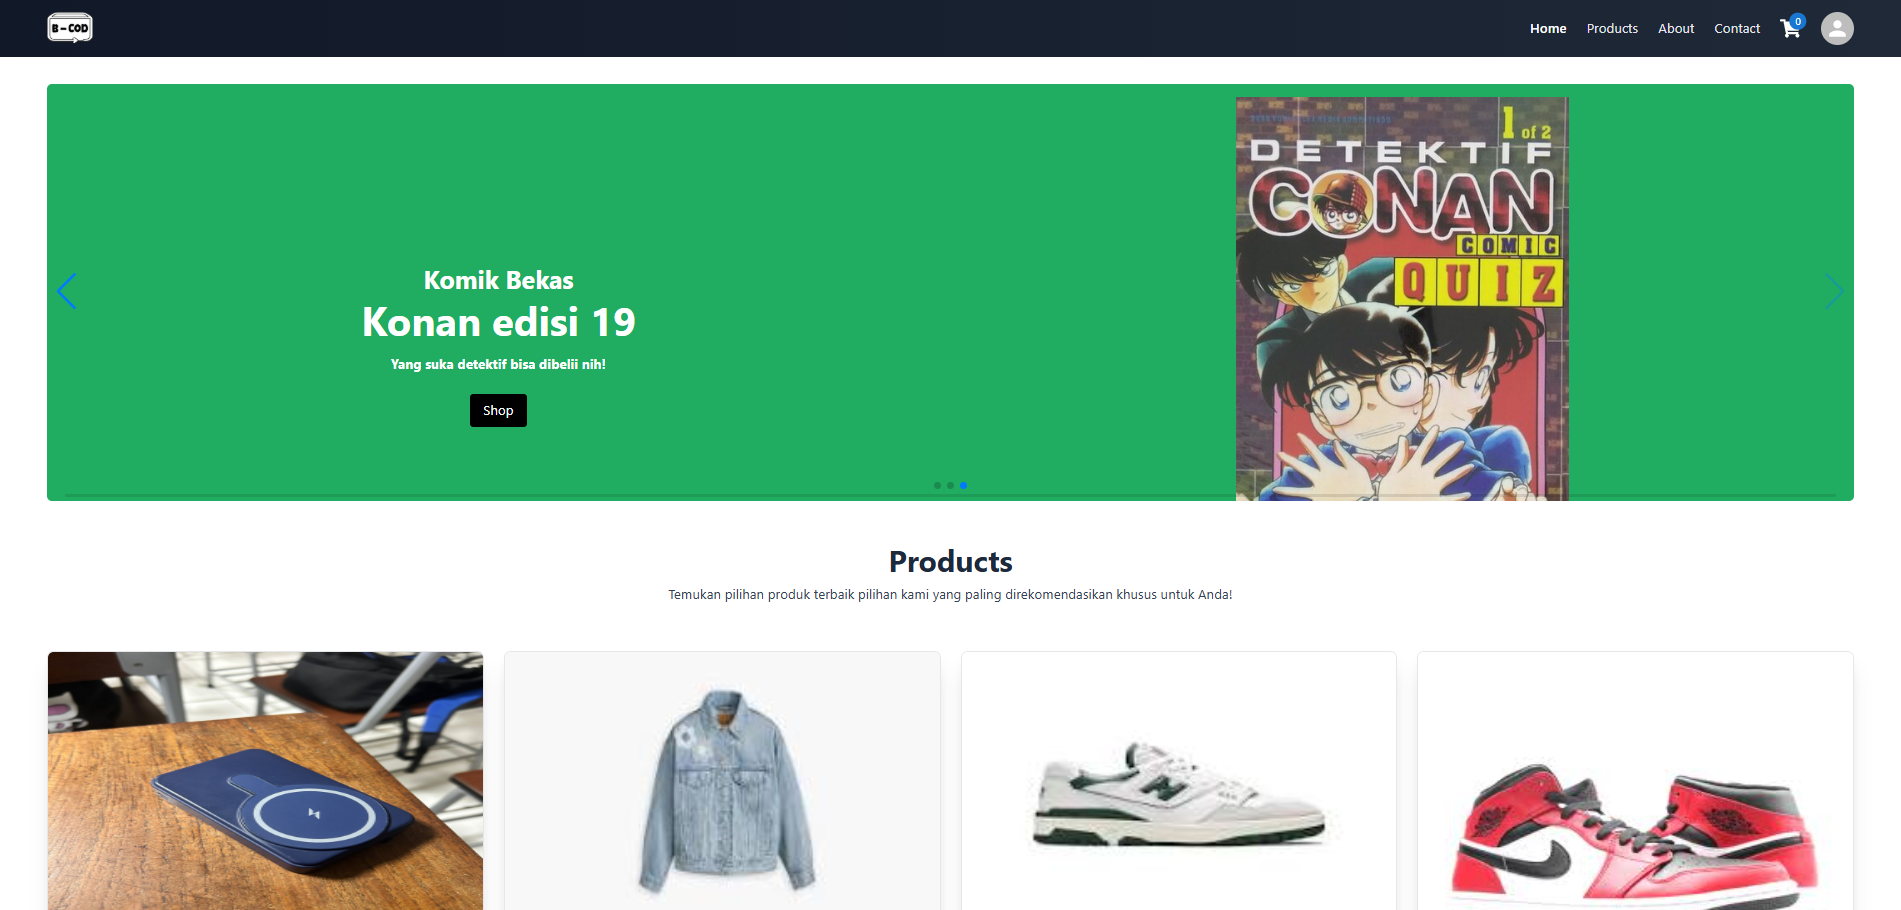 B-COD
Home
Products
About
Contact
0
Komik Bekas
Konan edisi 19
Yang suka detektif bisa dibelii nih!
Shop
1 of 2
DETEKTIF
CONAN
COMIC
QUIZ
Products
Temukan pilihan produk terbaik pilihan kami yang paling direkomendasikan khusus untuk Anda!